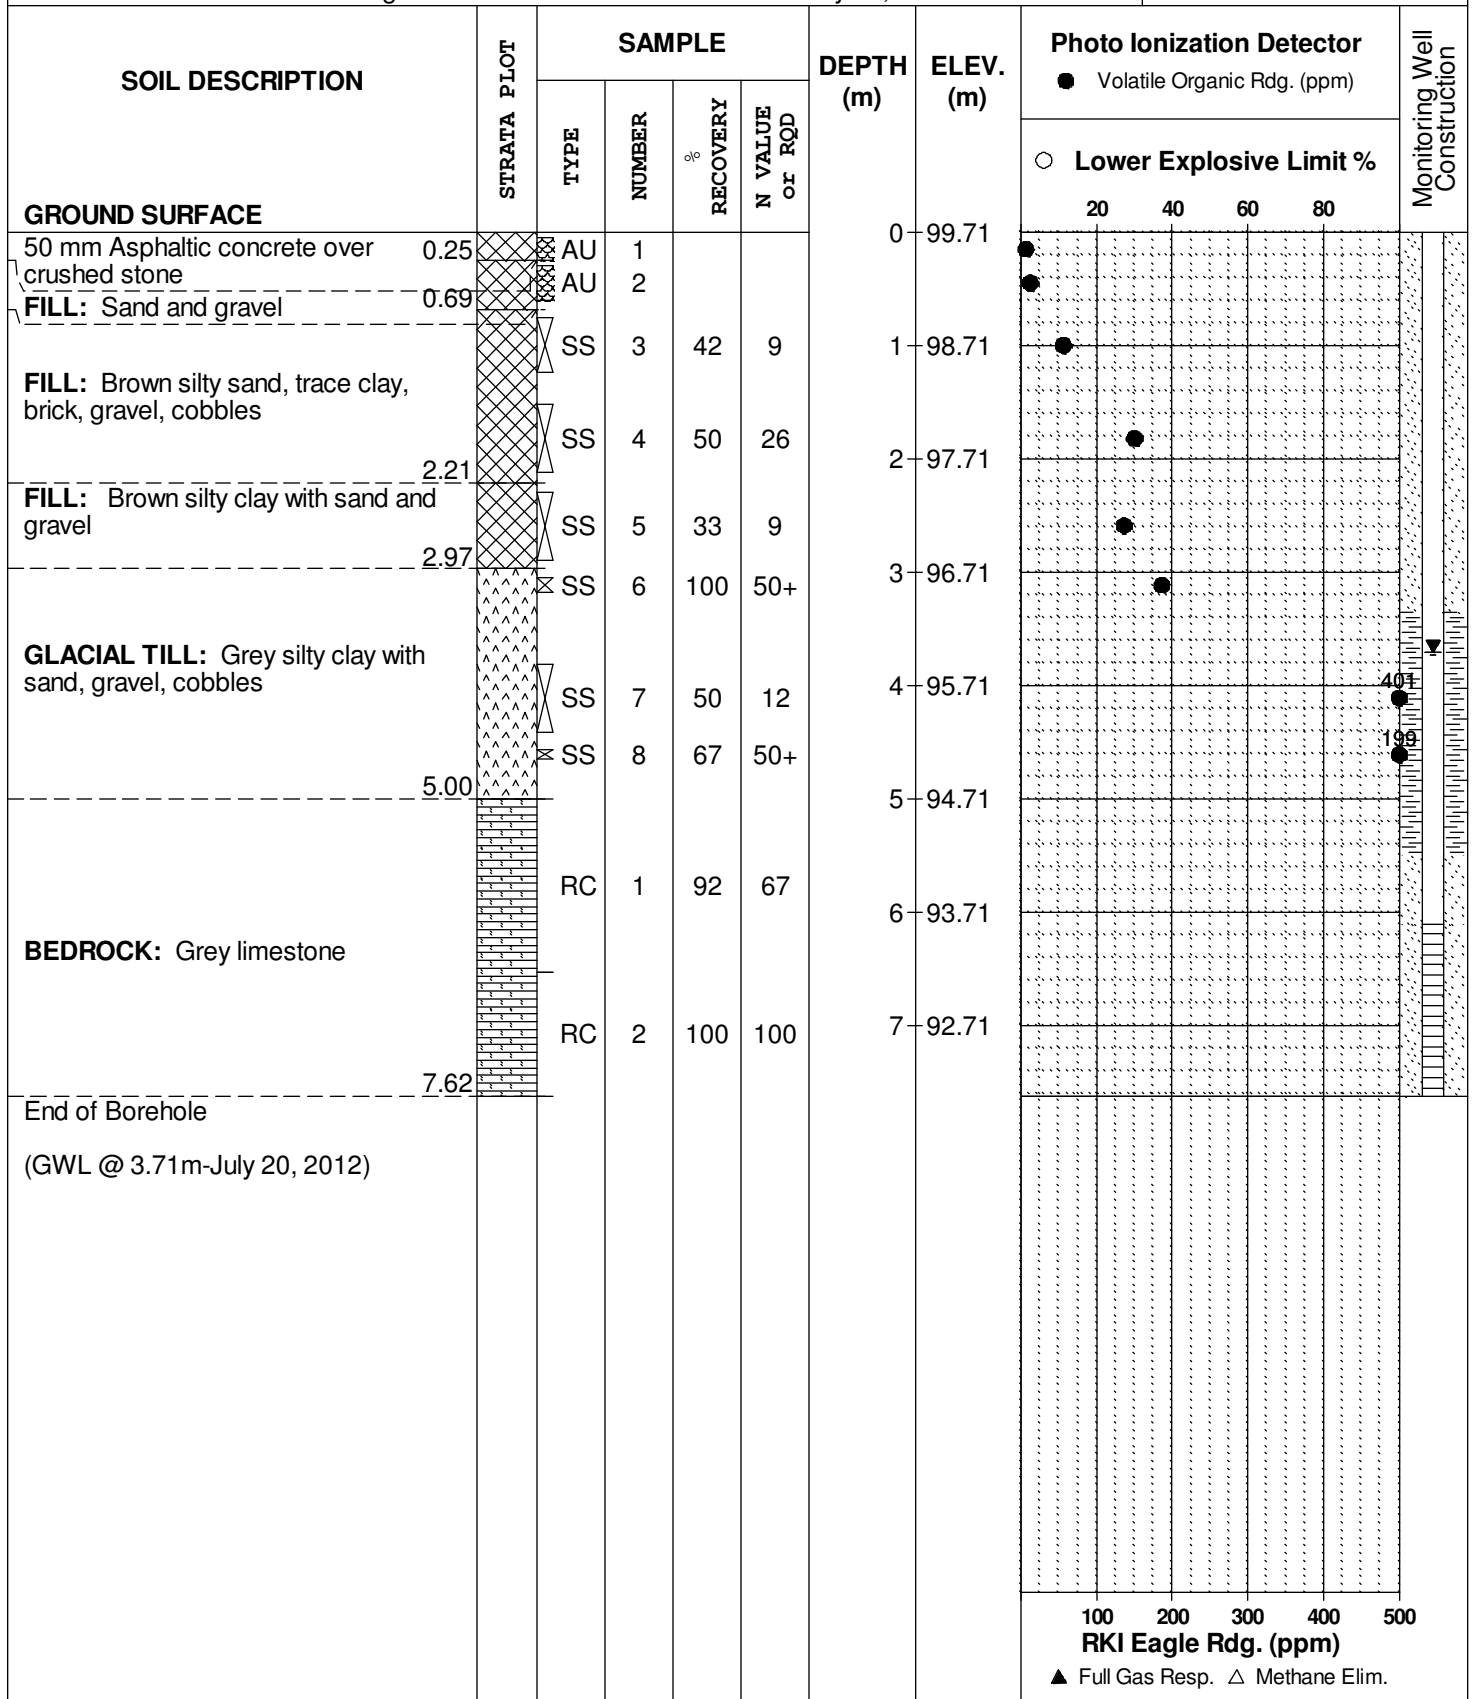 SOIL DESCRIPTION
GROUND SURFACE
STRATA PLOT
SAMPLE
TYPE
NUMBER
% RECOVERY
N VALUE or RQD
DEPTH (m)
ELEV. (m)
Photo Ionization Detector
● Volatile Organic Rdg. (ppm)
○ Lower Explosive Limit %
20 40 60 80
Monitoring Well Construction
50 mm Asphaltic concrete over 0.25
crushed stone
FILL: Sand and gravel 0.69
FILL: Brown silty sand, trace clay,
brick, gravel, cobbles
2.21
FILL: Brown silty clay with sand and
gravel
2.97
GLACIAL TILL: Grey silty clay with
sand, gravel, cobbles
5.00
BEDROCK: Grey limestone
7.62
End of Borehole
(GWL @ 3.71m-July 20, 2012)
AU 1
AU 2
SS 3 42 9
SS 4 50 26
SS 5 33 9
SS 6 100 50+
SS 7 50 12
SS 8 67 50+
RC 1 92 67
RC 2 100 100
0 99.71
1 98.71
2 97.71
3 96.71
4 95.71
5 94.71
6 93.71
7 92.71
401
199
100 200 300 400 500
RKI Eagle Rdg. (ppm)
▲ Full Gas Resp. △ Methane Elim.